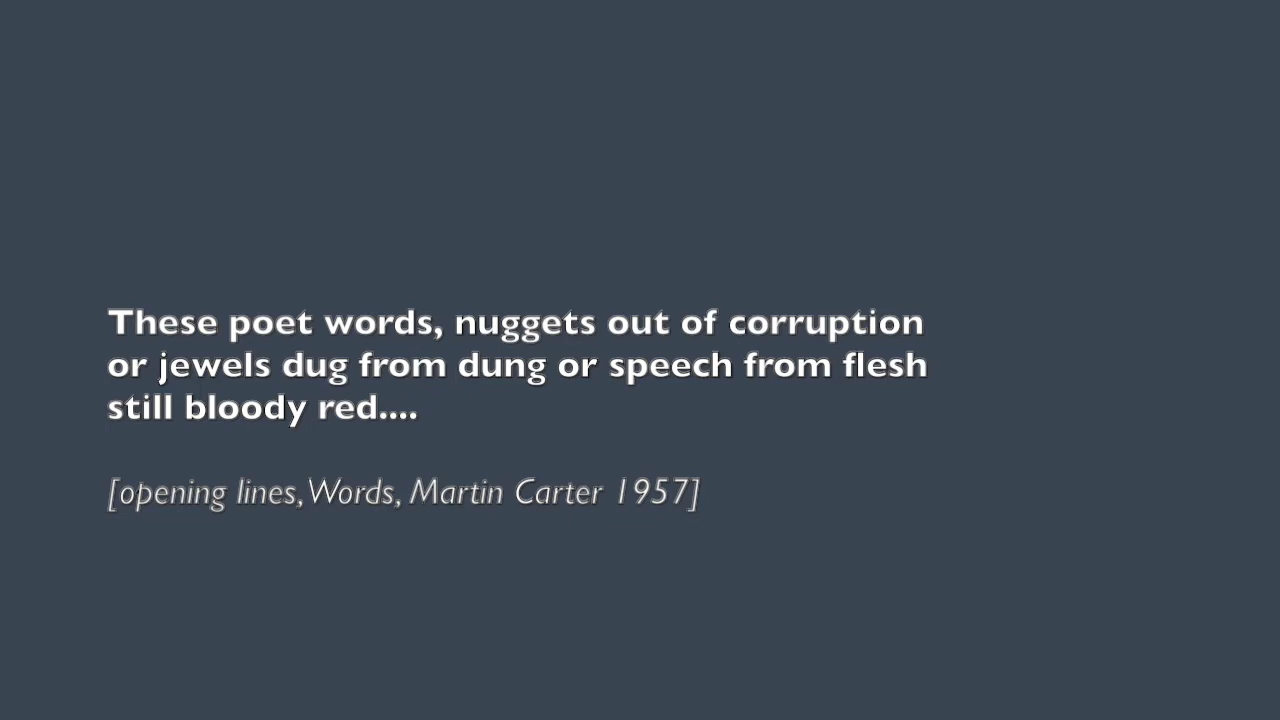 These poet words, nuggets out of corruption
or jewels dug from dung or speech from flesh
still bloody red....
[opening lines, Words, Martin Carter 1957]